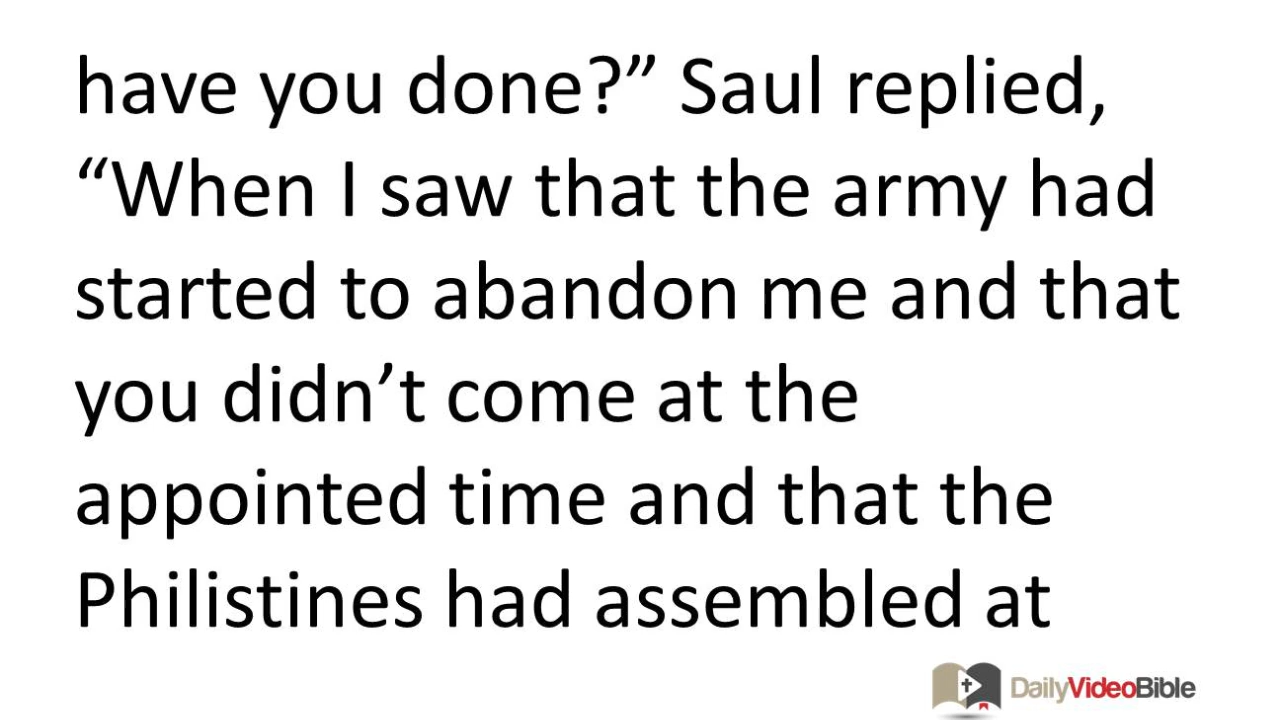 have you done?” Saul replied,
“When I saw that the army had
started to abandon me and that
you didn’t come at the
appointed time and that the
Philistines had assembled at
DailyVideoBible